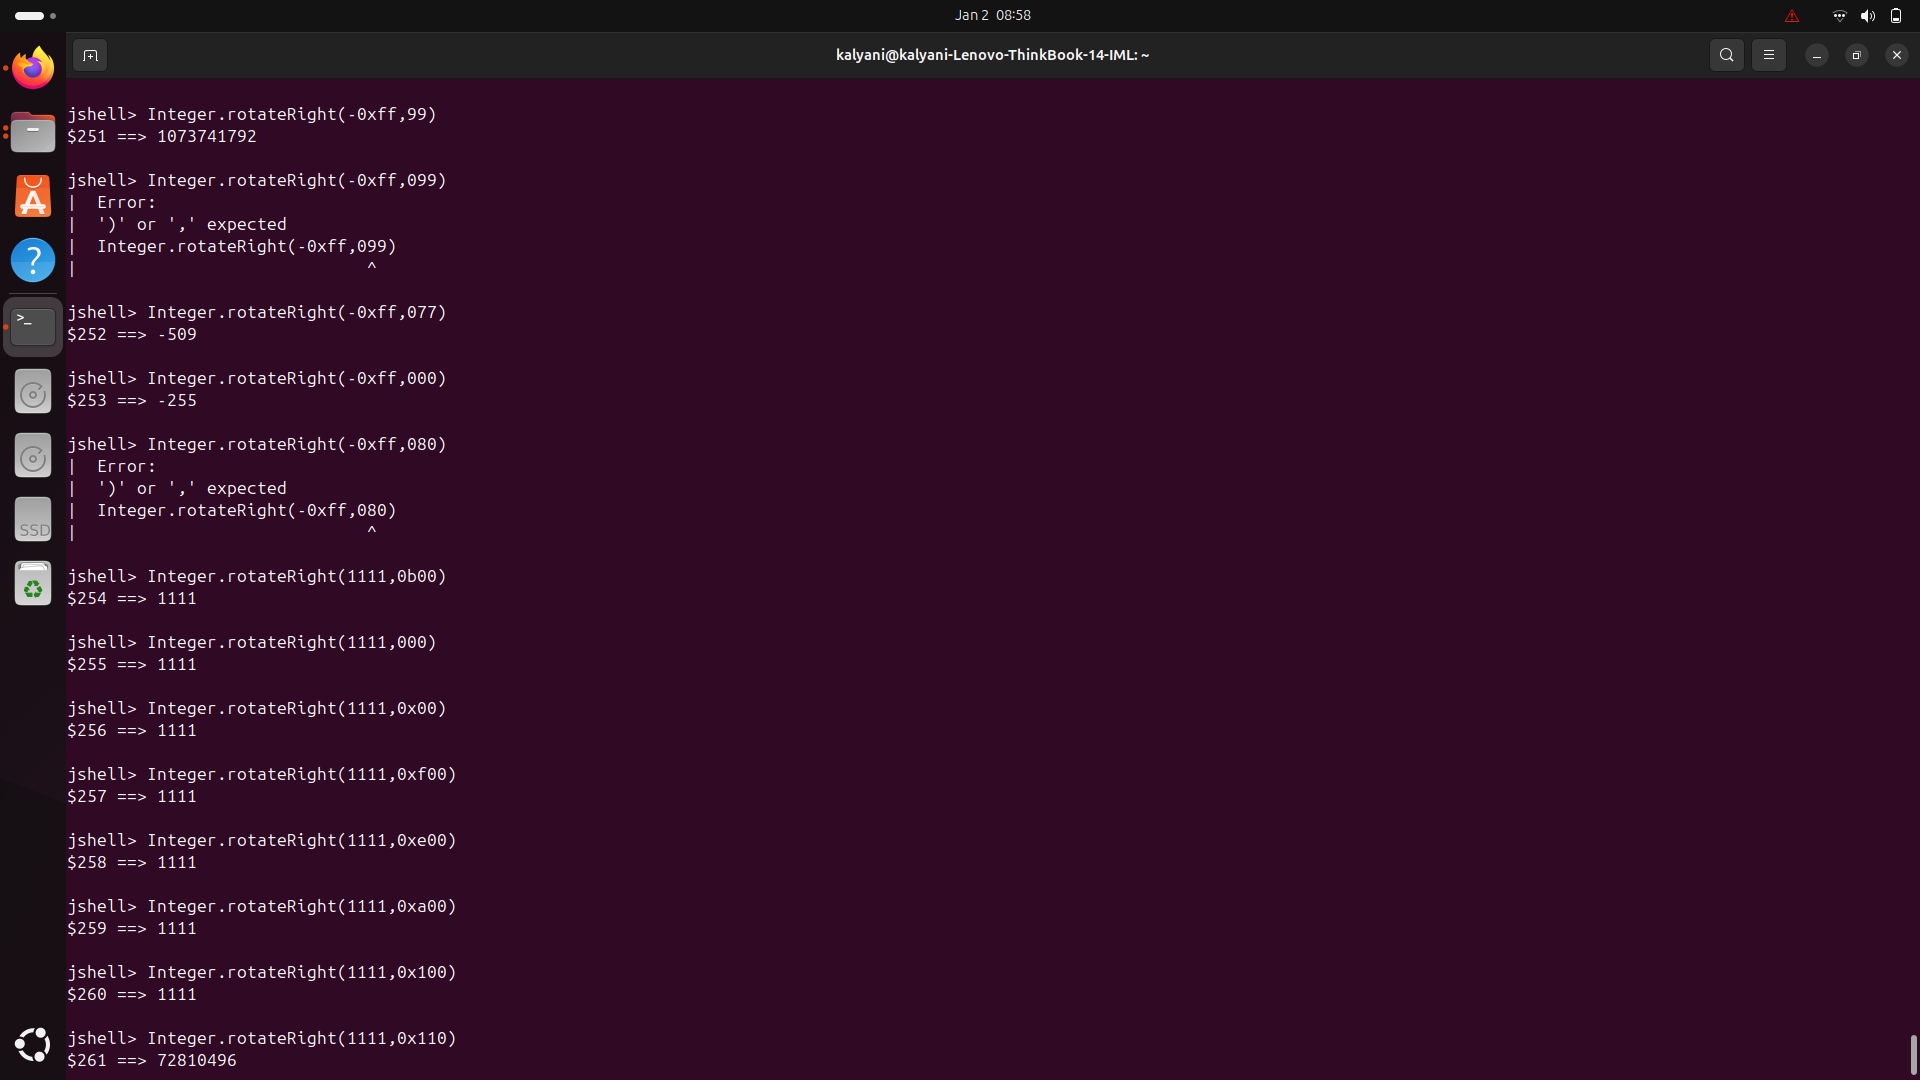 Jan 2 08:58
kalyani@kalyani-Lenovo-ThinkBook-14-IML: ~
jshell> Integer.rotateRight(-0xff,99)
$251 ==> 1073741792
jshell> Integer.rotateRight(-0xff,099)
|  Error:
|  ')' or ',' expected
|  Integer.rotateRight(-0xff,099)
|                             ^
jshell> Integer.rotateRight(-0xff,077)
$252 ==> -509
jshell> Integer.rotateRight(-0xff,000)
$253 ==> -255
jshell> Integer.rotateRight(-0xff,080)
|  Error:
|  ')' or ',' expected
|  Integer.rotateRight(-0xff,080)
|                             ^
jshell> Integer.rotateRight(1111,0b00)
$254 ==> 1111
jshell> Integer.rotateRight(1111,000)
$255 ==> 1111
jshell> Integer.rotateRight(1111,0x00)
$256 ==> 1111
jshell> Integer.rotateRight(1111,0xf00)
$257 ==> 1111
jshell> Integer.rotateRight(1111,0xe00)
$258 ==> 1111
jshell> Integer.rotateRight(1111,0xa00)
$259 ==> 1111
jshell> Integer.rotateRight(1111,0x100)
$260 ==> 1111
jshell> Integer.rotateRight(1111,0x110)
$261 ==> 72810496
A
?
>_
SSD